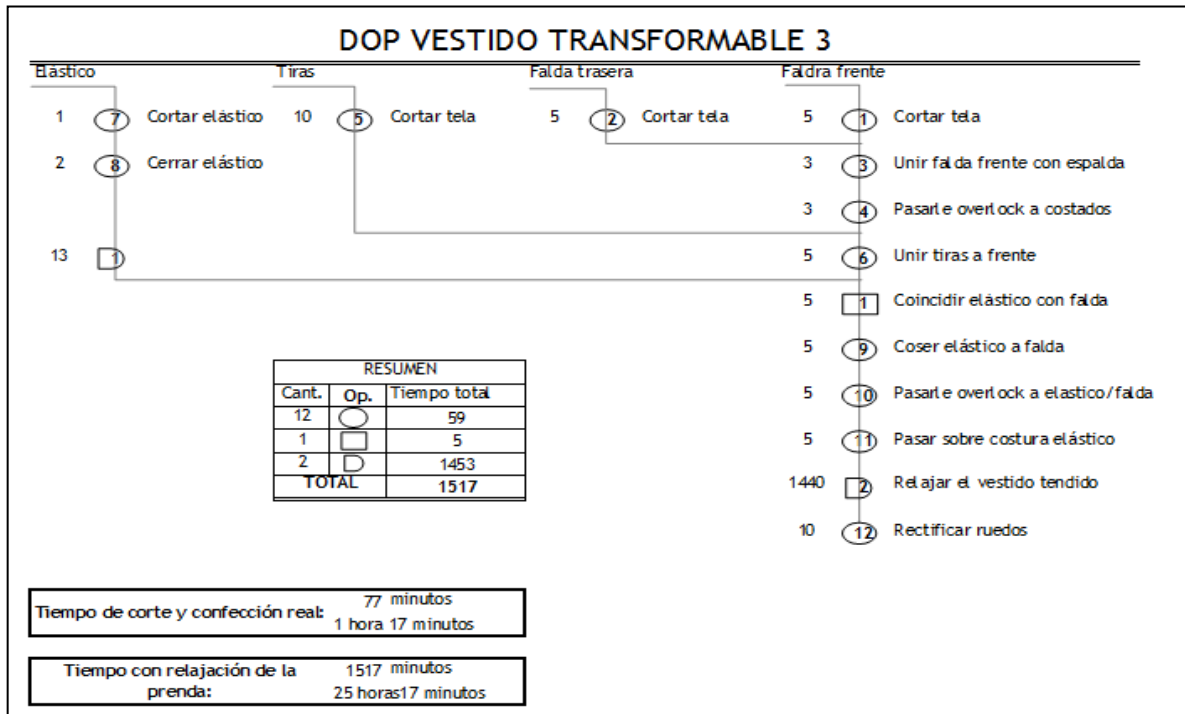 DOP VESTIDO TRANSFORMABLE 3
Elástico Tiras Falda trasera Faldra frente
1 7 Cortar elástico 10 5 Cortar tela 5 2 Cortar tela 5 1 Cortar tela
2 8 Cerrar elástico 3 3 Unir falda frente con espalda
3 4 Pasarle overlock a costados
13 1 5 6 Unir tiras a frente
5 1 Coincidir elástico con falda
5 9 Coser elástico a falda
RESUMEN
Cant. Op. Tiempo total
5 10 Pasarle overlock a elastico/falda
12 59
1 5
5 11 Pasar sobre costura elástico
2 1453
TOTAL 1517
1440 2 Relajar el vestido tendido
10 12 Rectificar ruedos
Tiempo de corte y confección real: 77 minutos
1 hora 17 minutos
Tiempo con relajación de la
prenda:
1517 minutos
25 horas17 minutos